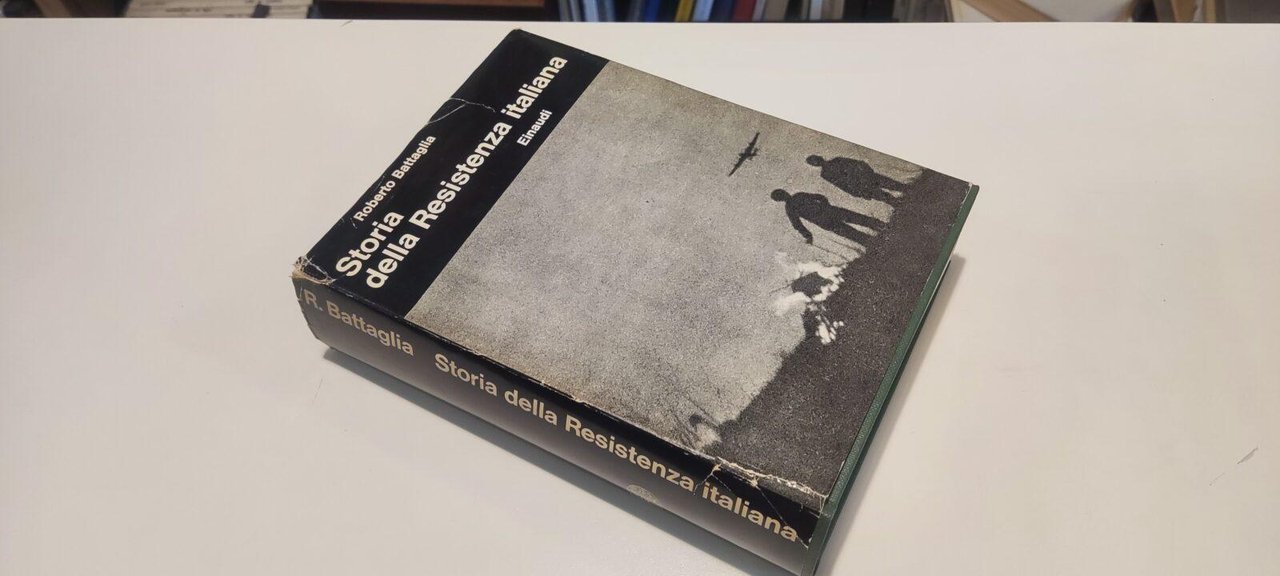 Roberto Battaglia
Storia
della Resistenza italiana
Einaudi
R. Battaglia Storia della Resistenza italiana